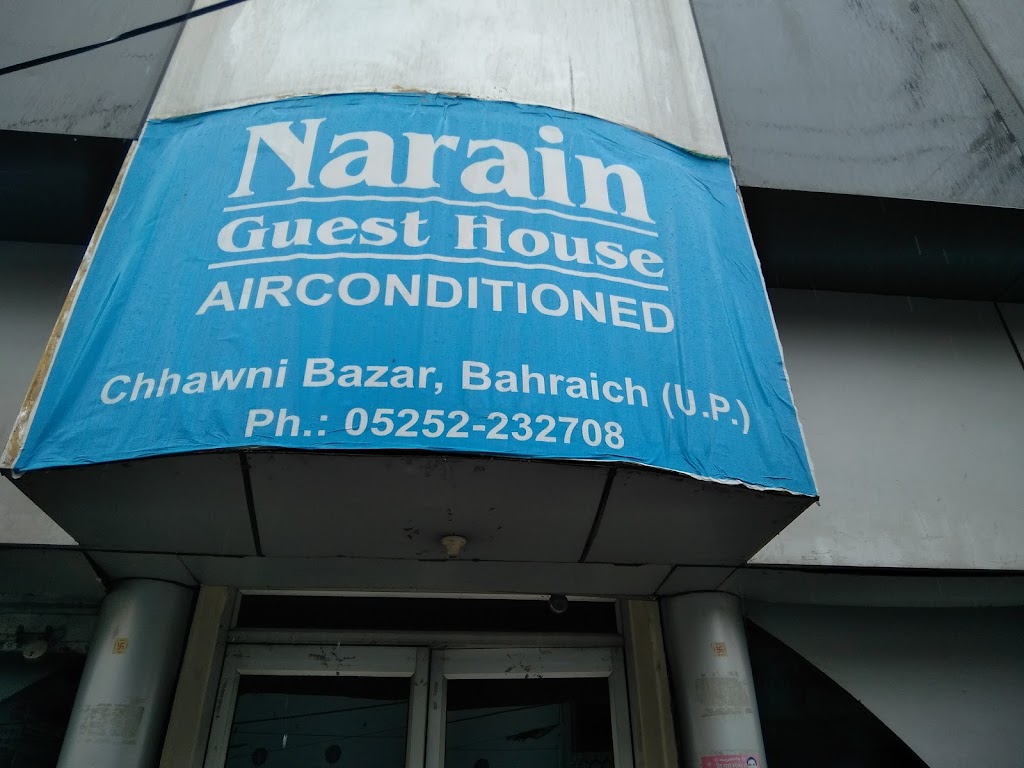 Narain
Guest House
AIRCONDITIONED
Chhawni Bazar, Bahraich (U.P.)
Ph.: 05252-232708